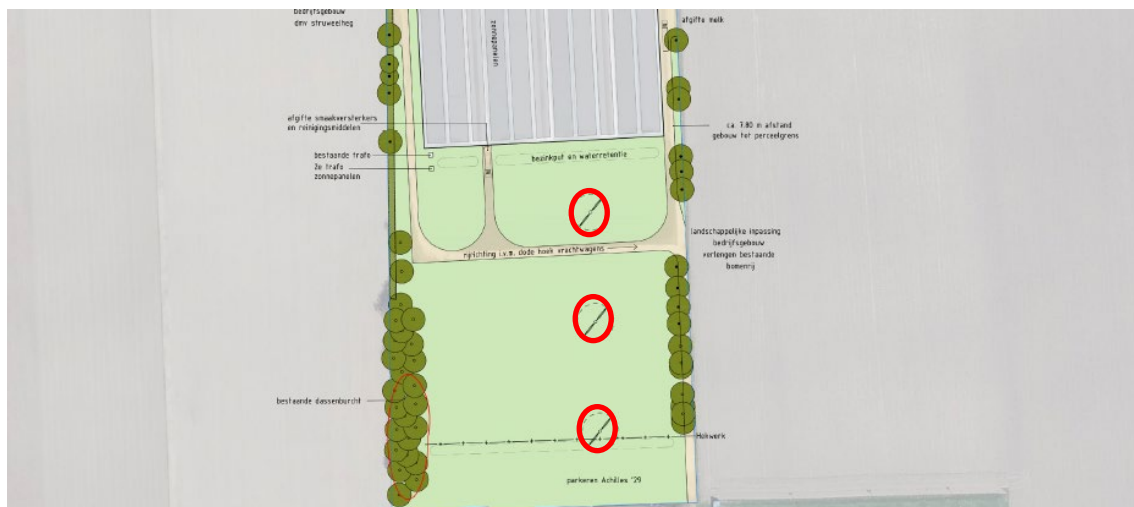 bedrijfsgebouw
dmv struweelheg
zonnepanelen
afgifte melk
afgifte smaakversterkers
en reinigingsmiddelen
bestaande trafo
2e trafo
zonnepanelen
bezinkput en waterretentie
ca. 7.80 m afstand
gebouw tot perceelgrens
landschappelijke inpassing
bedrijfsgebouw
verlengen bestaande
bomenrij
rijrichting i.v.m. dode hoek vrachtwagens
bestaande dassenburcht
Hekwerk
parkeren Achilles '29